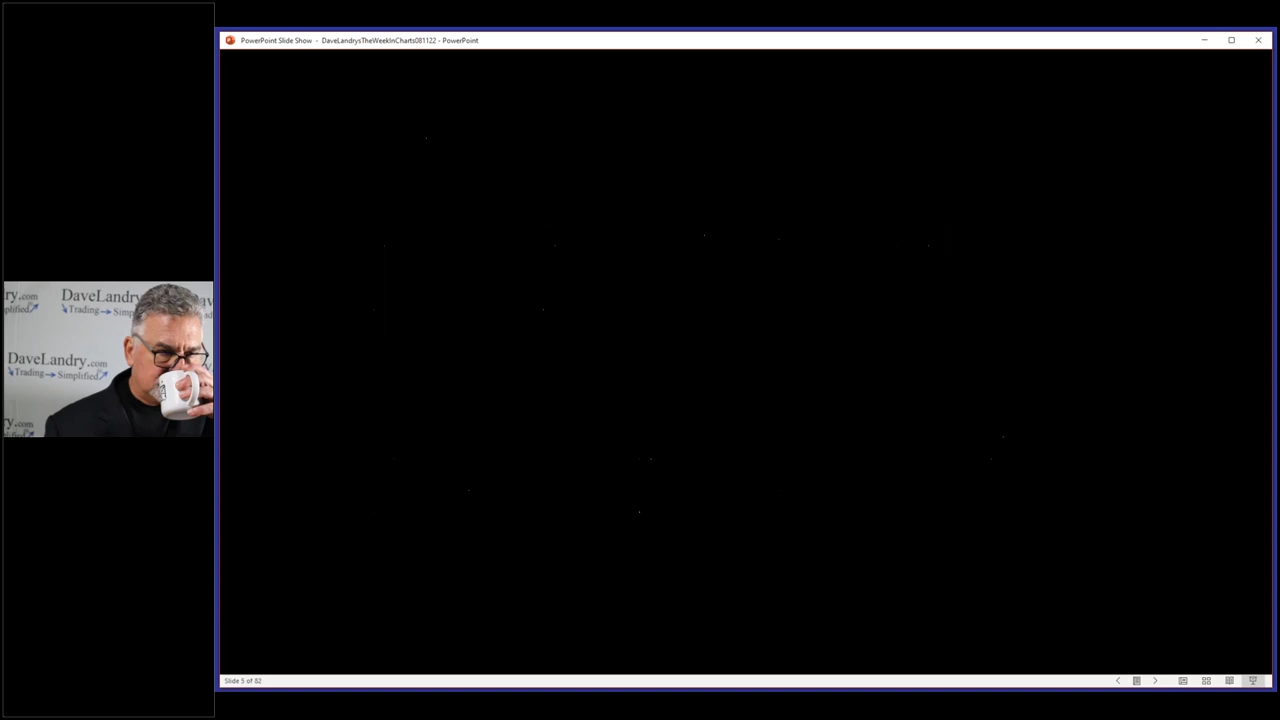 PowerPoint Slide Show - DaveLandrysTheWeekInCharts081122 - PowerPoint
ry.com
DaveLandry
Trading
Simp
DaveLandry.com
Trading
Simplified
ry.com
Slide 5 of 82